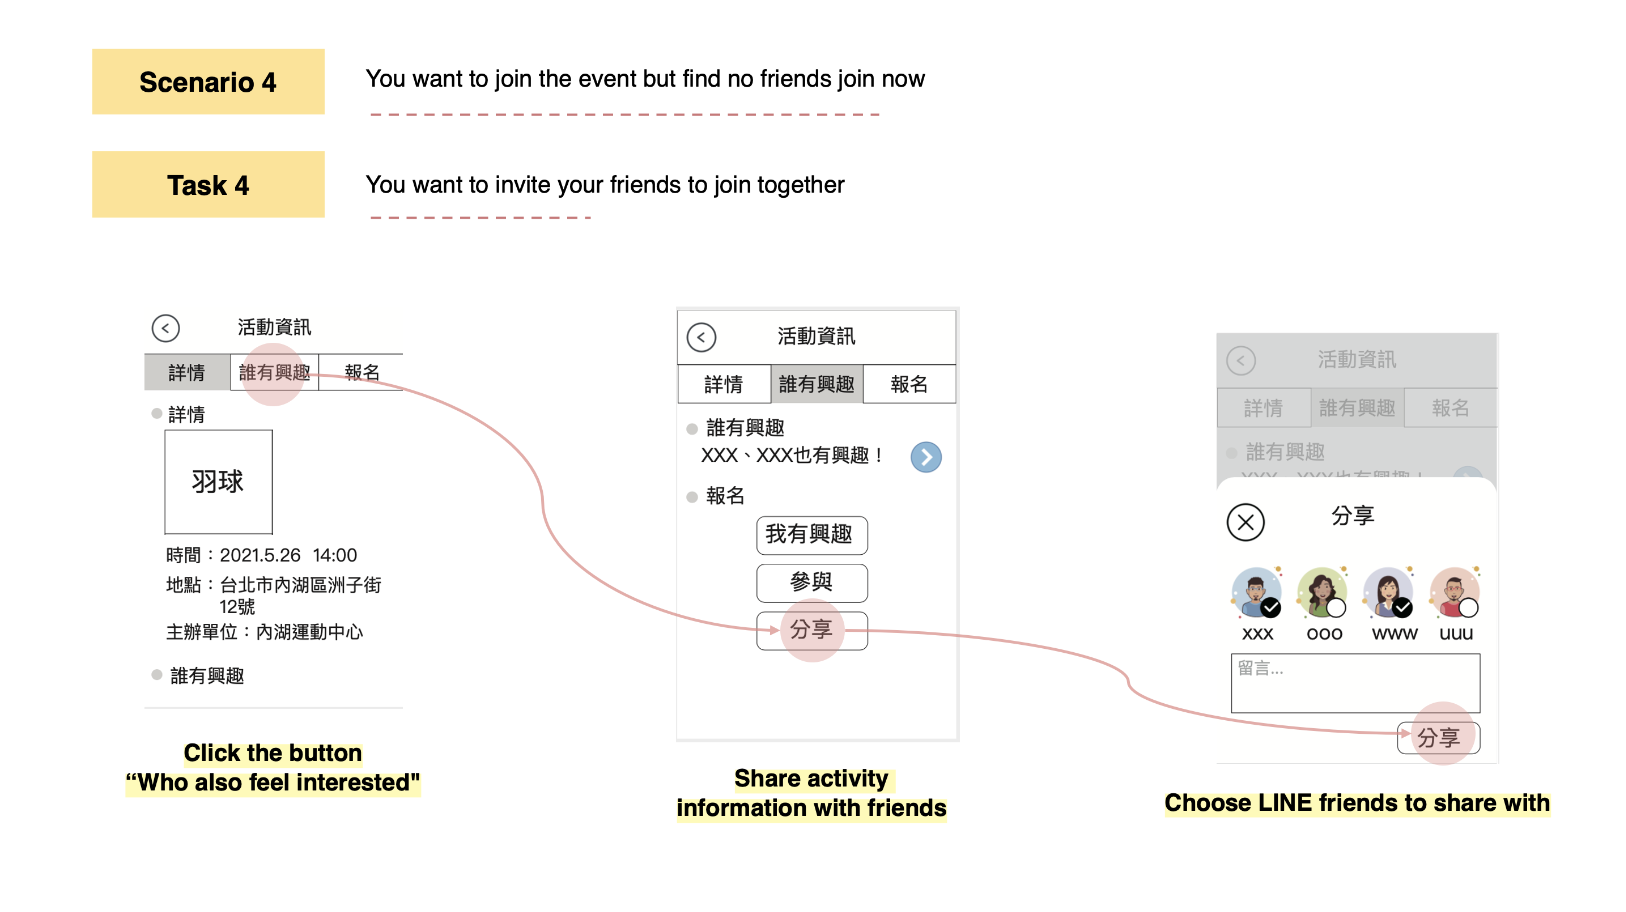 Scenario 4
You want to join the event but find no friends join now
Task 4
You want to invite your friends to join together
活動資訊
詳情
誰有興趣
報名
詳情
羽球
時間：2021.5.26 14:00
地點：台北市內湖區洲子街
12號
主辦單位：內湖運動中心
誰有興趣
Click the button
“Who also feel interested"
活動資訊
詳情
誰有興趣
報名
誰有興趣
XXX、XXX也有興趣！
報名
我有興趣
參與
分享
Share activity
information with friends
活動資訊
詳情
誰有興趣
報名
誰有興趣
XXX、XXX也有興趣！
分享
xxx
ooo
www
uuu
留言...
分享
Choose LINE friends to share with